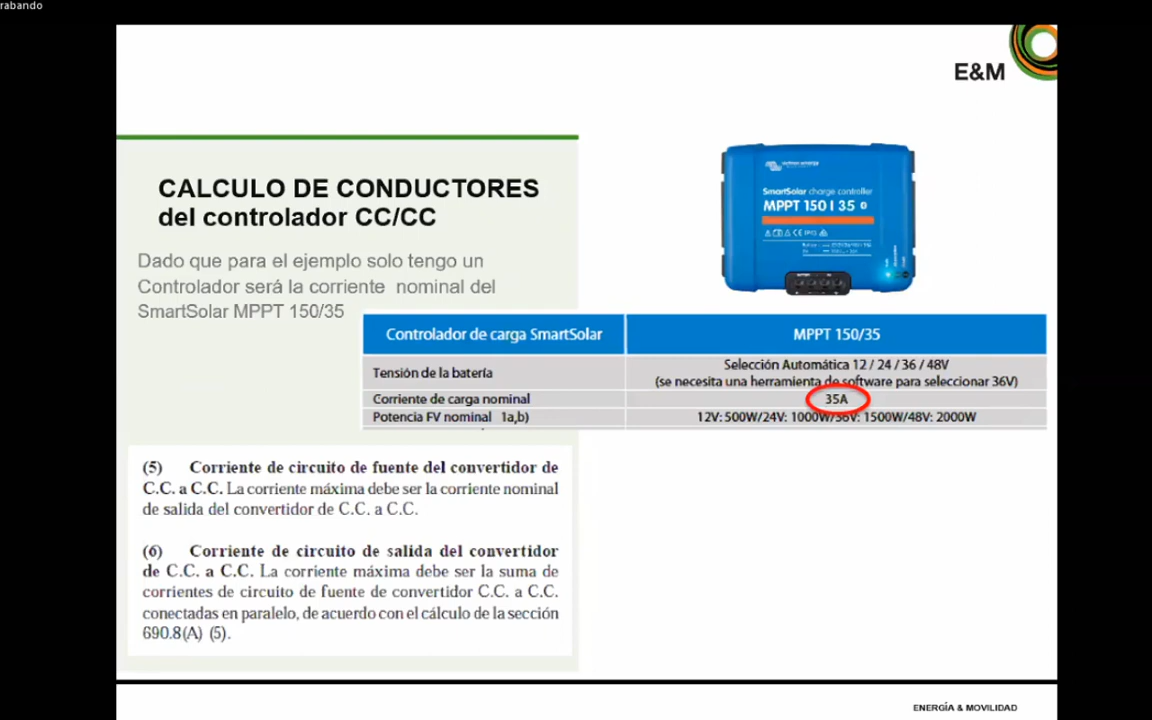 rabando
E&M
CALCULO DE CONDUCTORES
del controlador CC/CC
Dado que para el ejemplo solo tengo un
Controlador será la corriente nominal del
SmartSolar MPPT 150/35
victron energy
SmartSolar charge controller
MPPT 150 | 35
Controlador de carga SmartSolar
MPPT 150/35
Tensión de la batería
Selección Automática 12 / 24 / 36 / 48V
(se necesita una herramienta de software para seleccionar 36V)
Corriente de carga nominal
35A
Potencia FV nominal 1a,b)
12V: 500W/24V: 1000W/36V: 1500W/48V: 2000W
(5) Corriente de circuito de fuente del convertidor de
C.C. a C.C. La corriente máxima debe ser la corriente nominal
de salida del convertidor de C.C. a C.C.
(6) Corriente de circuito de salida del convertidor
de C.C. a C.C. La corriente máxima debe ser la suma de
corrientes de circuito de fuente de convertidor C.C. a C.C.
conectadas en paralelo, de acuerdo con el cálculo de la sección
690.8(A) (5).
ENERGÍA & MOVILIDAD